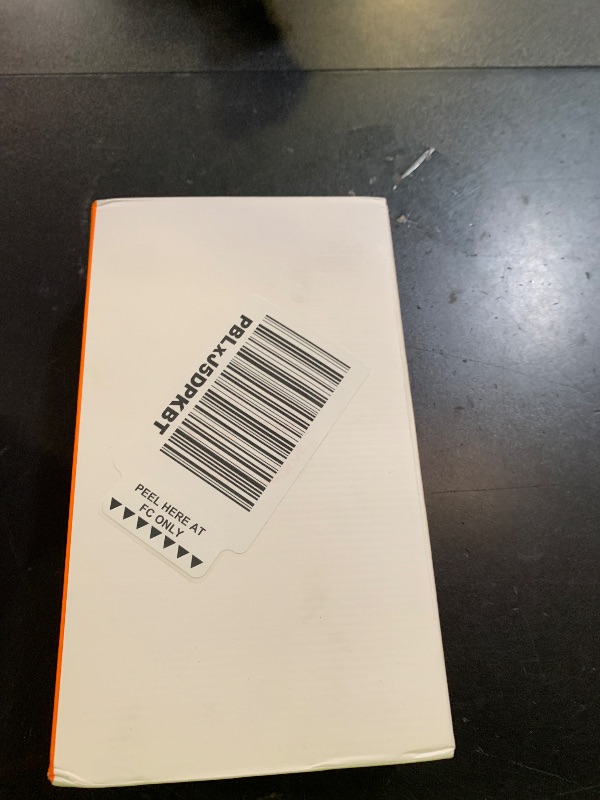 PBLxJ5DPKBT
PEEL HERE AT
FC ONLY